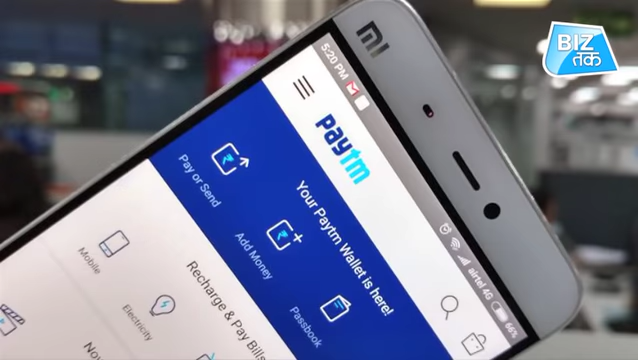 BIZ
तक
mi
5:20 PM
airtel 4G
66%
paytm
Your Paytm Wallet is here!
Pay or Send
Add Money
Passbook
Recharge & Pay Bills
Mobile
Electricity